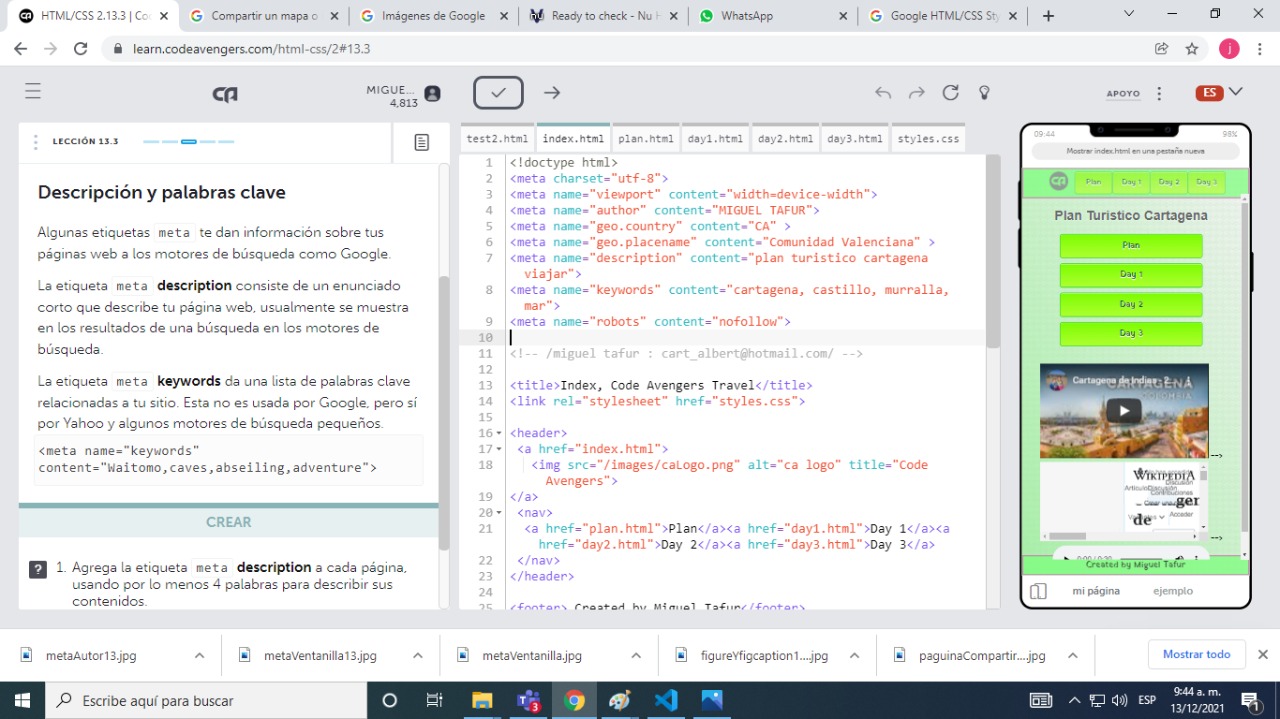 HTML/CSS 2.13.3 | Co
Compartir un mapa o
Imágenes de Google
Ready to check - Nu H
WhatsApp
Google HTML/CSS Sty
learn.codeavengers.com/html-css/2#13.3
j
MIGUE...
4,813
APOYO
ES
LECCIÓN 13.3
test2.html index.html plan.html day1.html day2.html day3.html styles.css
Descripción y palabras clave
Algunas etiquetas meta te dan información sobre tus
páginas web a los motores de búsqueda como Google.
La etiqueta meta description consiste de un enunciado
corto que describe tu página web, usualmente se muestra
en los resultados de una búsqueda en los motores de
búsqueda.
La etiqueta meta keywords da una lista de palabras clave
relacionadas a tu sitio. Esta no es usada por Google, pero sí
por Yahoo y algunos motores de búsqueda pequeños.
<meta name="keywords"
content="Waitomo,caves,abseiling,adventure">
CREAR
? 1. Agrega la etiqueta meta description a cada página,
usando por lo menos 4 palabras para describir sus
contenidos.
1 <!doctype html>
2 <meta charset="utf-8">
3 <meta name="viewport" content="width=device-width">
4 <meta name="author" content="MIGUEL TAFUR">
5 <meta name="geo.country" content="CA" >
6 <meta name="geo.placename" content="Comunidad Valenciana" >
7 <meta name="description" content="plan turistico cartagena
viajar">
8 <meta name="keywords" content="cartagena, castillo, murralla,
mar">
9 <meta name="robots" content="nofollow">
10
11 <!-- /miguel tafur : cart_albert@hotmail.com/ -->
12
13 <title>Index, Code Avengers Travel</title>
14 <link rel="stylesheet" href="styles.css">
15
16 <header>
17 <a href="index.html">
18 <img src="/images/caLogo.png" alt="ca logo" title="Code
Avengers">
19 </a>
20 <nav>
21 <a href="plan.html">Plan</a><a href="day1.html">Day 1</a><a
href="day2.html">Day 2</a><a href="day3.html">Day 3</a>
22 </nav>
23 </header>
24
25 <footer> Created by Miguel Tafur</footer>
09:44 98%
Mostrar index.html en una pestaña nueva
Plan Day 1 Day 2 Day 3
Plan Turistico Cartagena
Plan
Day 1
Day 2
Day 3
Cartagena de Indias - 2
CARTAGENA
COLOMBIA
-->
WIKIPEDIA
Discusión
ArtículoDiscusión
Contribuciones
Acceder
-->
0:00 / 0:20
Created by Miguel Tafur
mi página ejemplo
metaAutor13.jpg
metaVentanilla13.jpg
metaVentanilla.jpg
figureYfigcaption1....jpg
paguinaCompartir....jpg
Mostrar todo
Escribe aquí para buscar
3
ESP
9:44 a. m.
13/12/2021
1